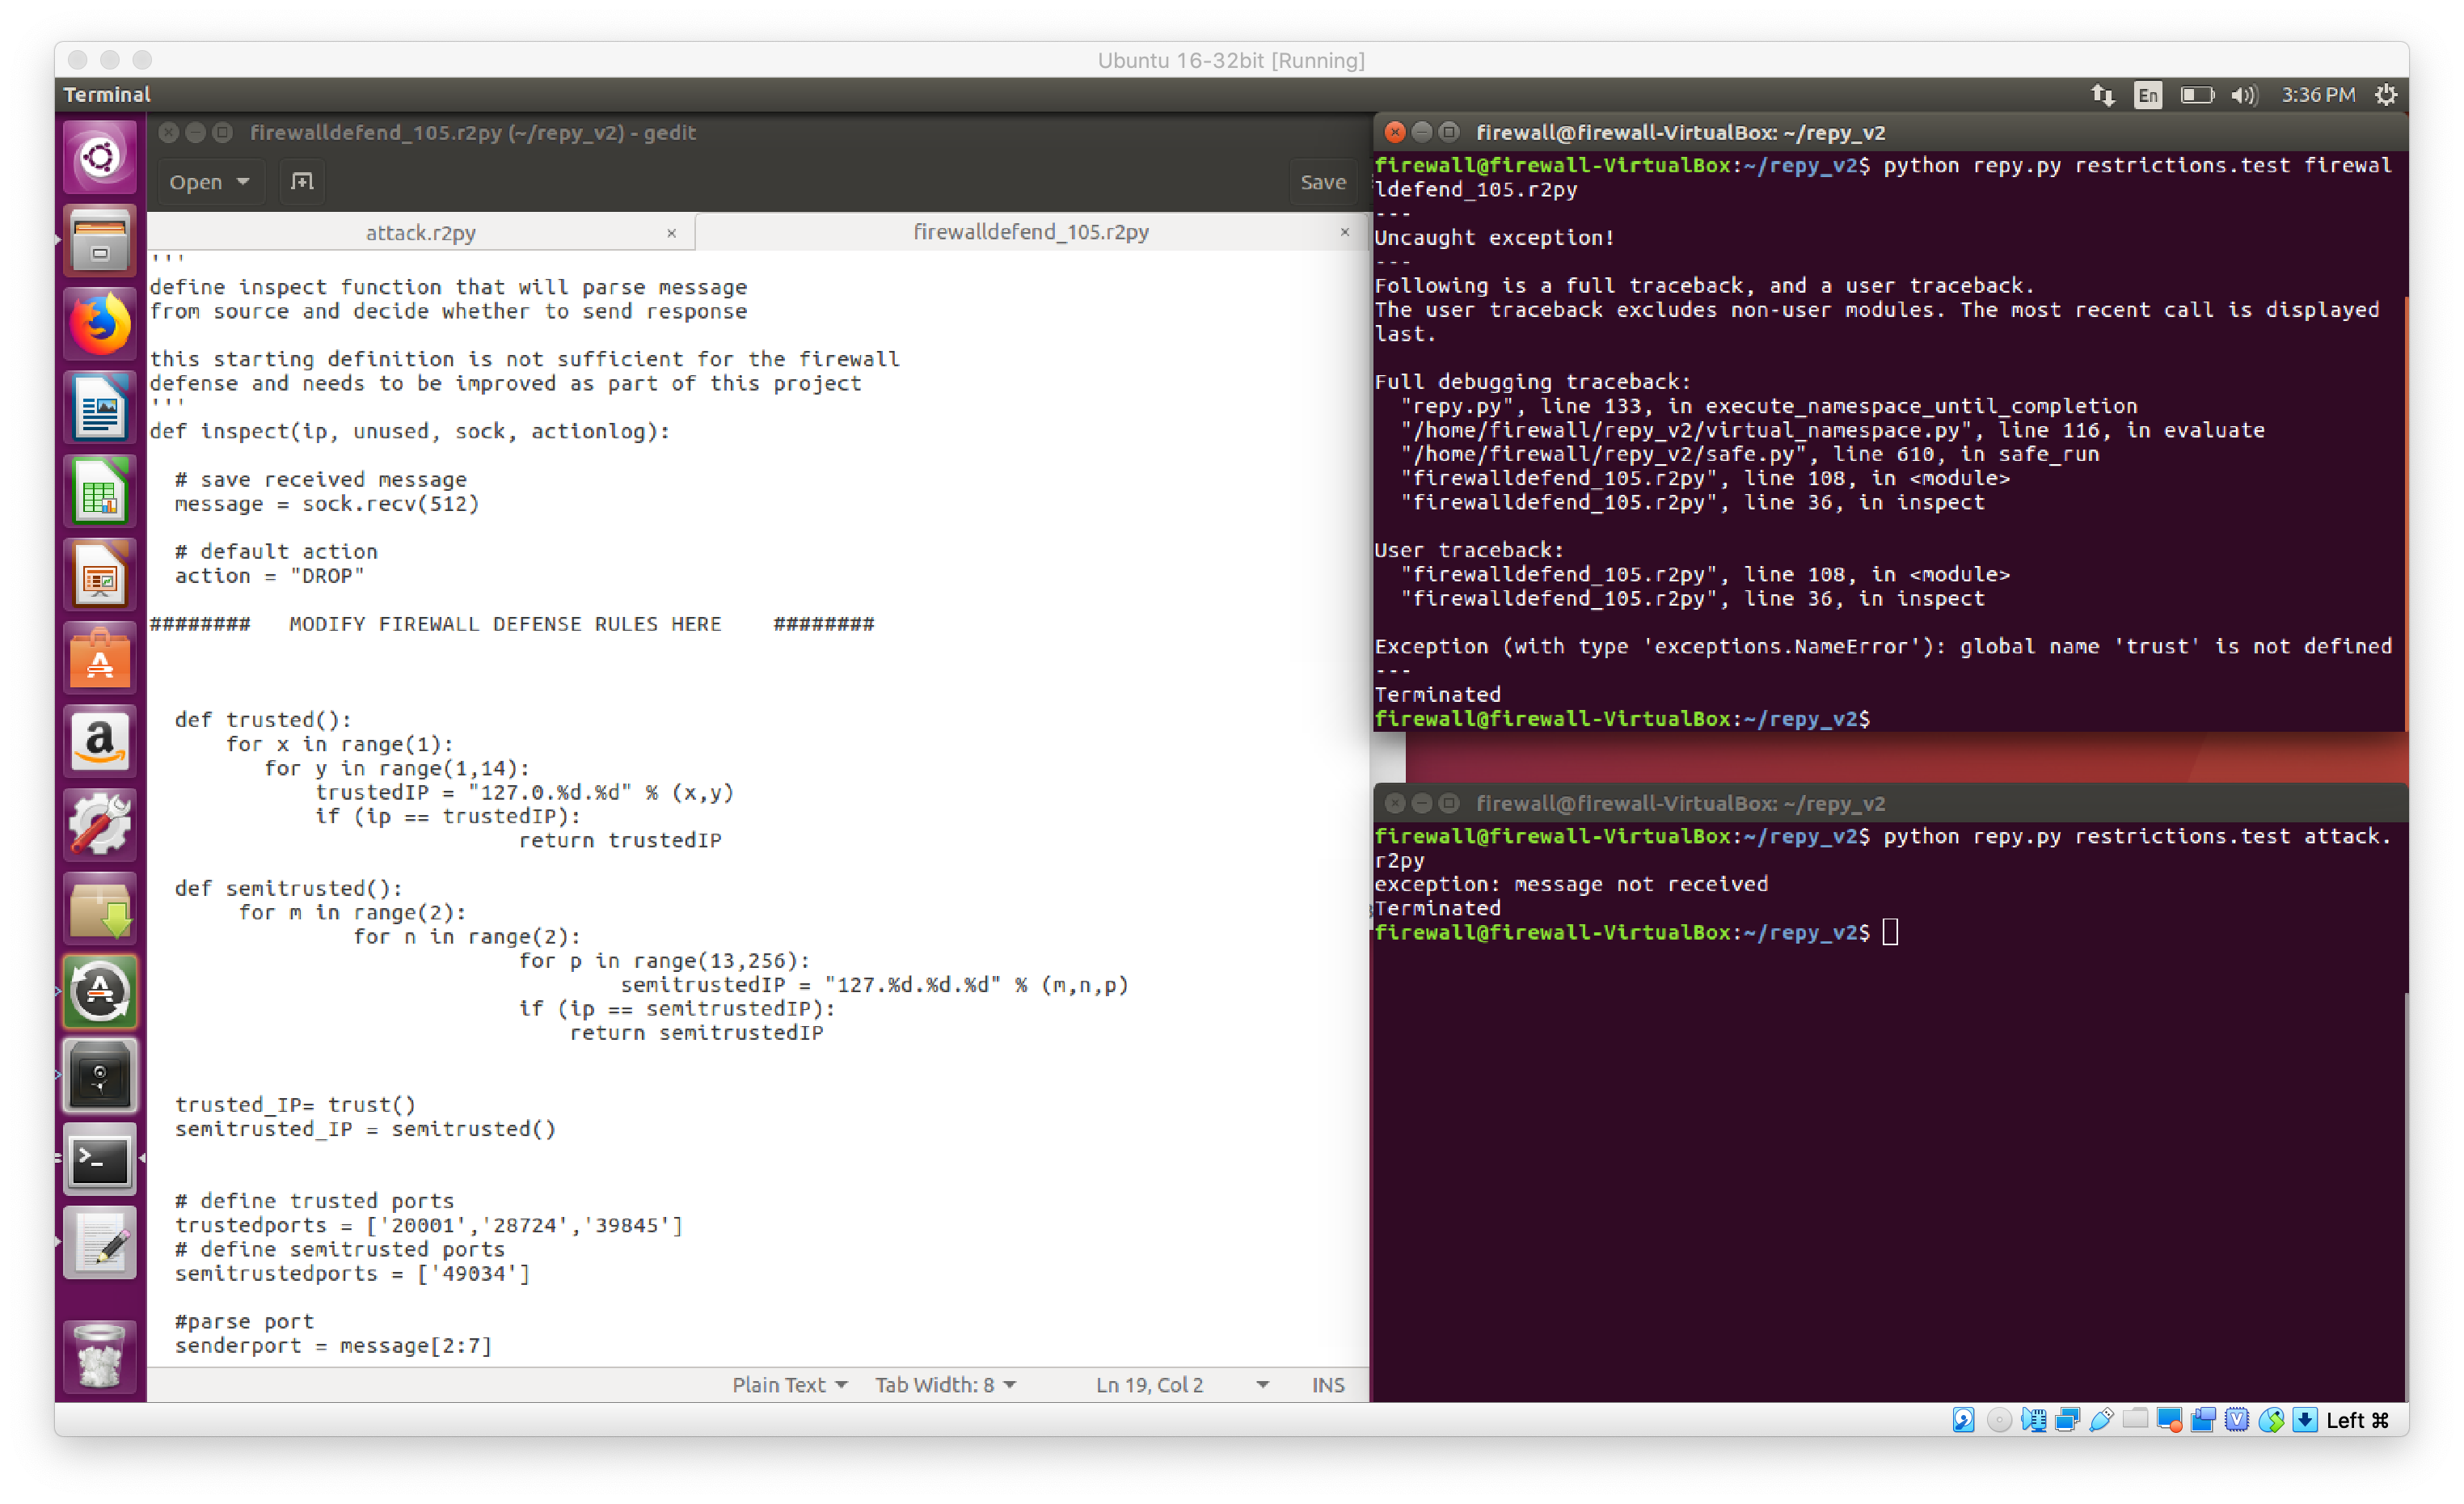 Ubuntu 16-32bit [Running]
Terminal
En
3:36 PM
firewalldefend_105.r2py (~/repy_v2) - gedit
Open
Save
attack.r2py ×
firewalldefend_105.r2py ×
'''
define inspect function that will parse message
from source and decide whether to send response
this starting definition is not sufficient for the firewall
defense and needs to be improved as part of this project
'''
def inspect(ip, unused, sock, actionlog):
  # save received message
  message = sock.recv(512)
  # default action
  action = "DROP"
########   MODIFY FIREWALL DEFENSE RULES HERE    ########
  def trusted():
      for x in range(1):
         for y in range(1,14):
             trustedIP = "127.0.%d.%d" % (x,y)
             if (ip == trustedIP):
                             return trustedIP
  def semitrusted():
       for m in range(2):
                for n in range(2):
                             for p in range(13,256):
                                     semitrustedIP = "127.%d.%d.%d" % (m,n,p)
                             if (ip == semitrustedIP):
                                 return semitrustedIP
  trusted_IP= trust()
  semitrusted_IP = semitrusted()
  # define trusted ports
  trustedports = ['20001','28724','39845']
  # define semitrusted ports
  semitrustedports = ['49034']
  #parse port
  senderport = message[2:7]
Plain Text
Tab Width: 8
Ln 19, Col 2
INS
firewall@firewall-VirtualBox: ~/repy_v2
firewall@firewall-VirtualBox:~/repy_v2$ python repy.py restrictions.test firewal
ldefend_105.r2py
---
Uncaught exception!
---
Following is a full traceback, and a user traceback.
The user traceback excludes non-user modules. The most recent call is displayed
last.
Full debugging traceback:
  "repy.py", line 133, in execute_namespace_until_completion
  "/home/firewall/repy_v2/virtual_namespace.py", line 116, in evaluate
  "/home/firewall/repy_v2/safe.py", line 610, in safe_run
  "firewalldefend_105.r2py", line 108, in <module>
  "firewalldefend_105.r2py", line 36, in inspect
User traceback:
  "firewalldefend_105.r2py", line 108, in <module>
  "firewalldefend_105.r2py", line 36, in inspect
Exception (with type 'exceptions.NameError'): global name 'trust' is not defined
---
Terminated
firewall@firewall-VirtualBox:~/repy_v2$
firewall@firewall-VirtualBox: ~/repy_v2
firewall@firewall-VirtualBox:~/repy_v2$ python repy.py restrictions.test attack.
r2py
exception: message not received
Terminated
firewall@firewall-VirtualBox:~/repy_v2$
Left ⌘